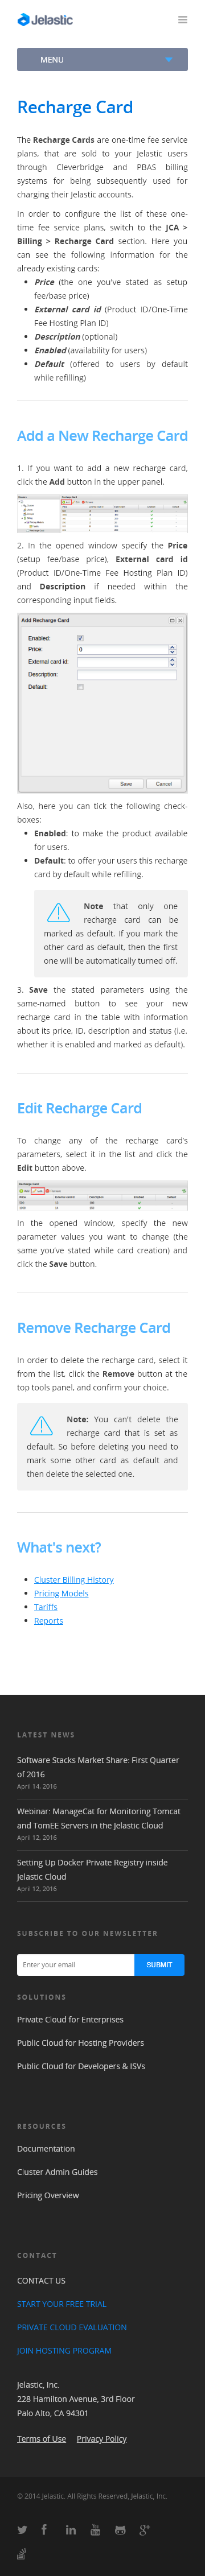 Jelastic
MENU
Recharge Card
The Recharge Cards are one-time fee service
plans, that are sold to your Jelastic users
through Cleverbridge and PBAS billing
systems for being subsequently used for
charging their Jelastic accounts.
In order to configure the list of these one-
time fee service plans, switch to the JCA >
Billing > Recharge Card section. Here you
can see the following information for the
already existing cards:
Price (the one you've stated as setup
fee/base price)
External card id (Product ID/One-Time
Fee Hosting Plan ID)
Description (optional)
Enabled (availability for users)
Default (offered to users by default
while refilling)
Add a New Recharge Card
1. If you want to add a new recharge card,
click the Add button in the upper panel.
2. In the opened window specify the Price
(setup fee/base price), External card id
(Product ID/One-Time Fee Hosting Plan ID)
and Description if needed within the
corresponding input fields.
Add Recharge Card
Enabled:
Price: 0
External card id:
Description:
Default:
Save Cancel
Also, here you can tick the following check-
boxes:
Enabled: to make the product available
for users.
Default: to offer your users this recharge
card by default while refilling.
Note that only one
recharge card can be
marked as default. If you mark the
other card as default, then the first
one will be automatically turned off.
3. Save the stated parameters using the
same-named button to see your new
recharge card in the table with information
about its price, ID, description and status (i.e.
whether it is enabled and marked as default).
Edit Recharge Card
To change any of the recharge card's
parameters, select it in the list and click the
Edit button above.
In the opened window, specify the new
parameter values you want to change (the
same you've stated while card creation) and
click the Save button.
Remove Recharge Card
In order to delete the recharge card, select it
from the list, click the Remove button at the
top tools panel, and confirm your choice.
Note: You can't delete the
recharge card that is set as
default. So before deleting you need to
mark some other card as default and
then delete the selected one.
What's next?
Cluster Billing History
Pricing Models
Tariffs
Reports
LATEST NEWS
Software Stacks Market Share: First Quarter
of 2016
April 14, 2016
Webinar: ManageCat for Monitoring Tomcat
and TomEE Servers in the Jelastic Cloud
April 12, 2016
Setting Up Docker Private Registry inside
Jelastic Cloud
April 12, 2016
SUBSCRIBE TO OUR NEWSLETTER
Enter your email SUBMIT
SOLUTIONS
Private Cloud for Enterprises
Public Cloud for Hosting Providers
Public Cloud for Developers & ISVs
RESOURCES
Documentation
Cluster Admin Guides
Pricing Overview
CONTACT
CONTACT US
START YOUR FREE TRIAL
PRIVATE CLOUD EVALUATION
JOIN HOSTING PROGRAM
Jelastic, Inc.
228 Hamilton Avenue, 3rd Floor
Palo Alto, CA 94301
Terms of Use Privacy Policy
© 2014 Jelastic. All Rights Reserved, Jelastic, Inc.